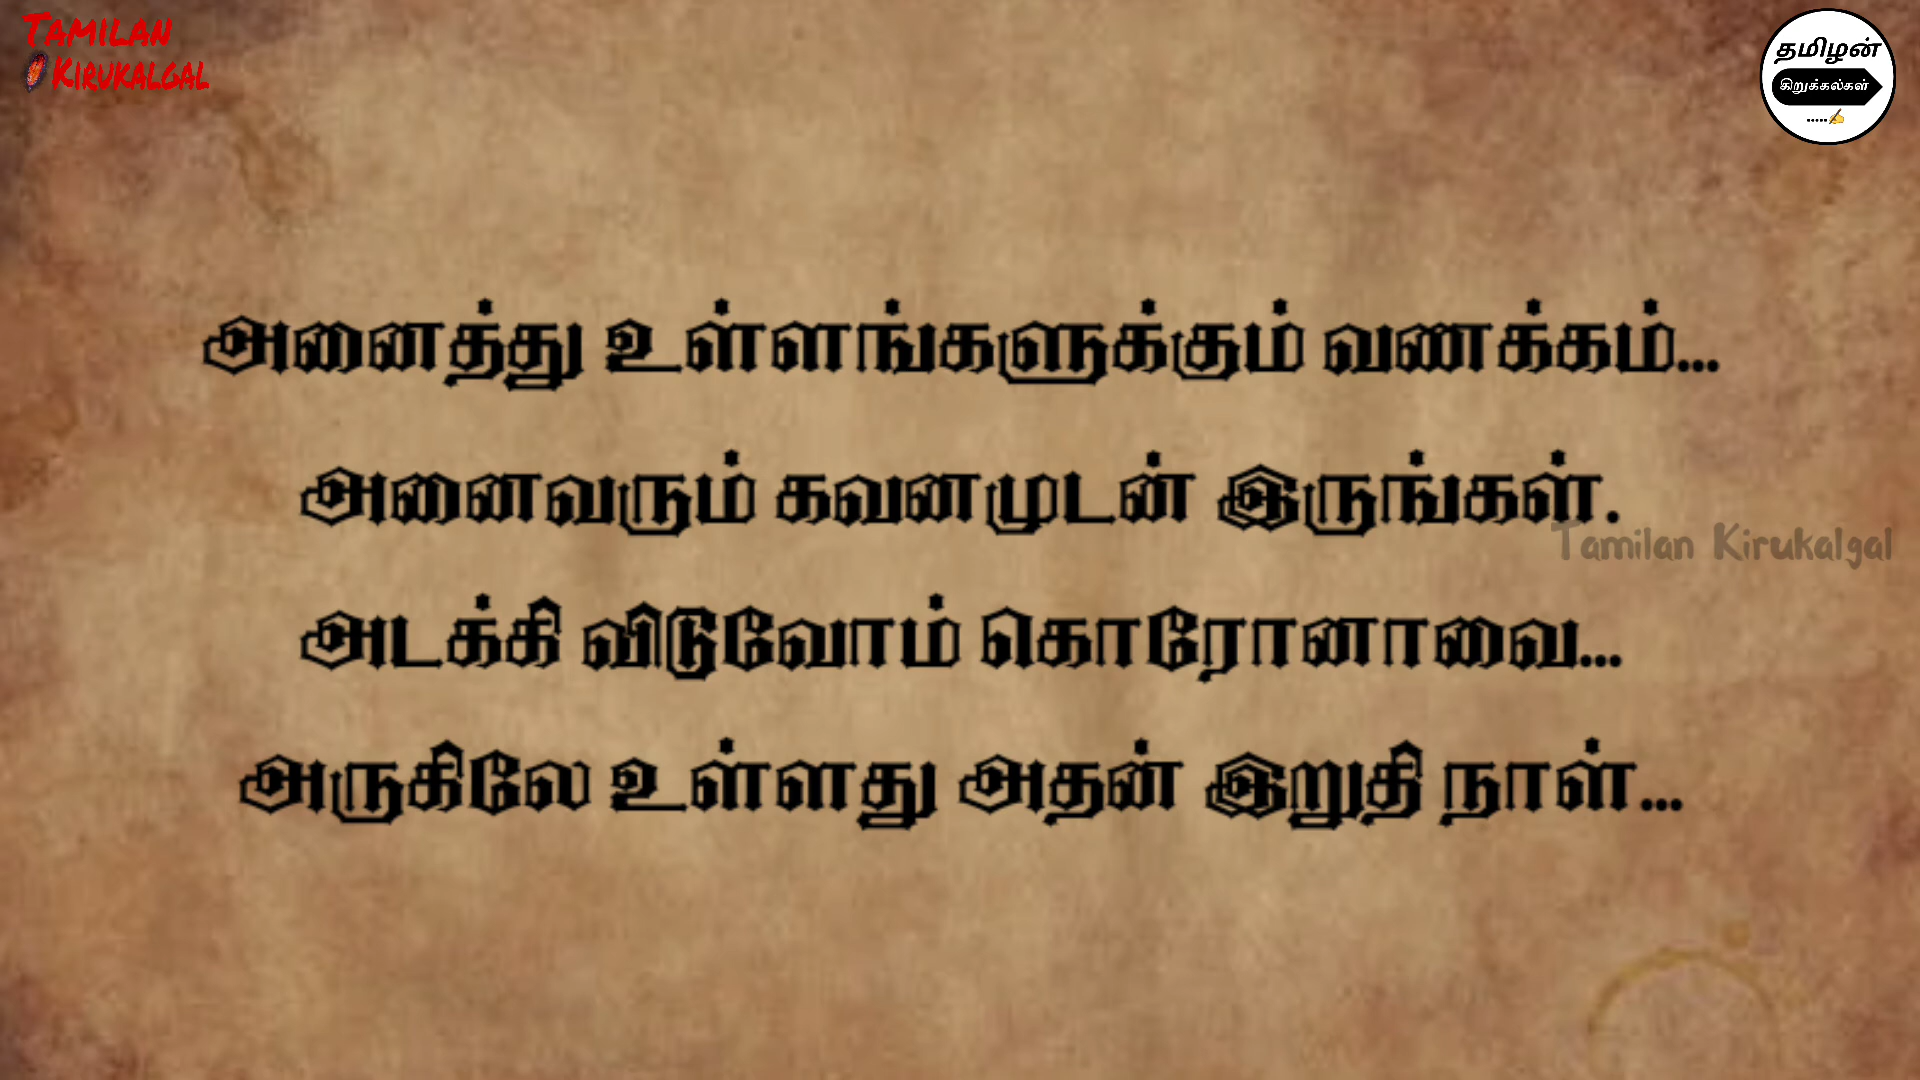 TAMILAN
KIRUKALGAL
தமிழன்
கிறுக்கல்கள்
.....✍
அனைத்து உள்ளங்களுக்கும் வணக்கம்...
அனைவரும் கவனமுடன் இருங்கள்.
Tamilan Kirukalgal
அடக்கி விடுவோம் கொரோனாவை...
அருகிலே உள்ளது அதன் இறுதி நாள்...